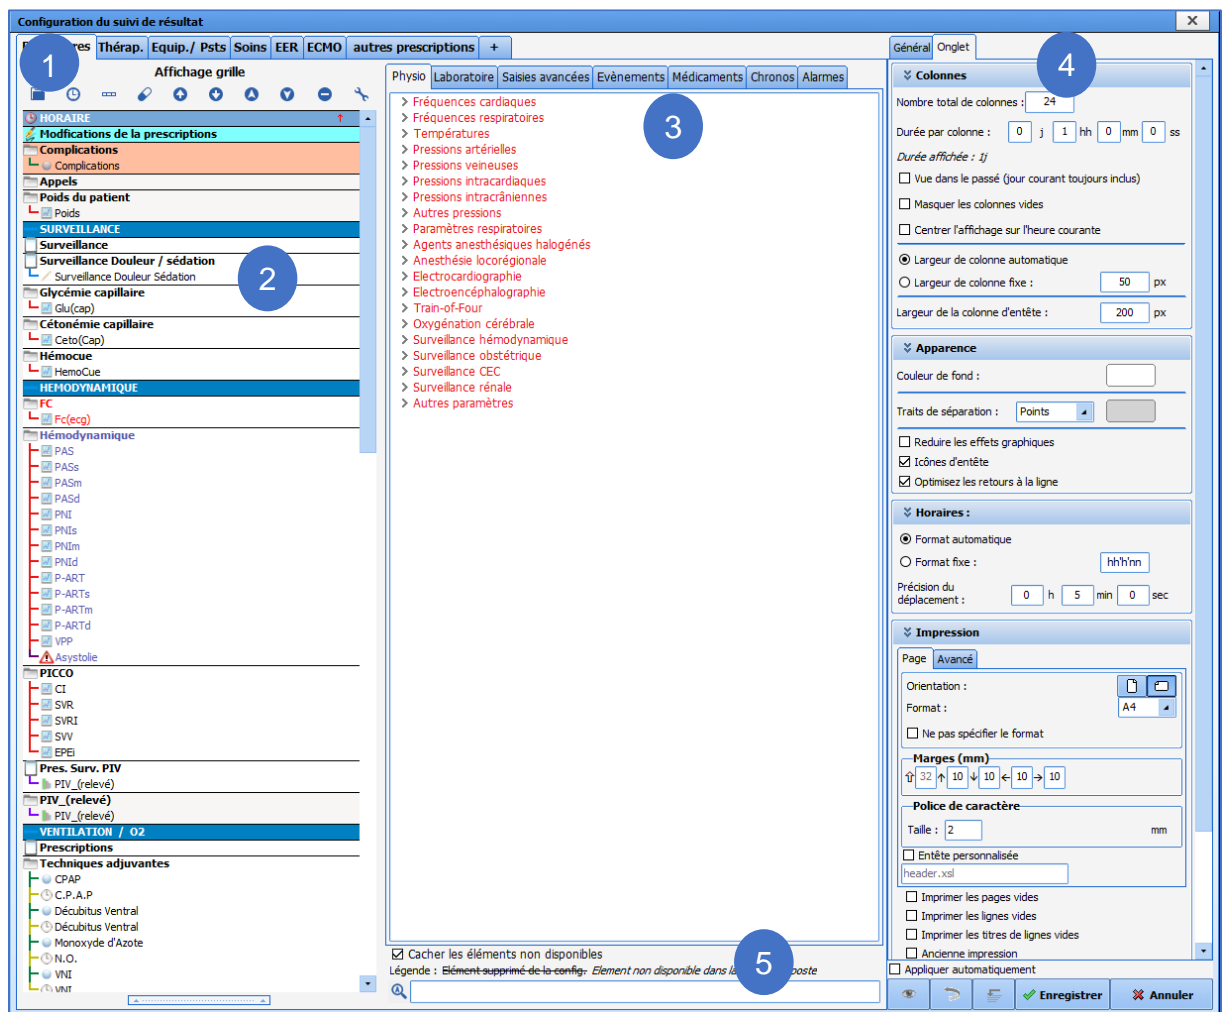 Configuration du suivi de résultat
Thérap. Equip./ Psts Soins EER ECMO autres prescriptions +
Affichage grille
HORAIRE
Modfications de la prescriptions
Complications
Complications
Appels
Poids du patient
Poids
SURVEILLANCE
Surveillance
Surveillance Douleur / sédation
Surveillance Douleur Sédation
Glycémie capillaire
Glu(cap)
Cétonémie capillaire
Ceto(Cap)
Hémocue
HemoCue
HEMODYNAMIQUE
FC
Fc(ecg)
Hémodynamique
PAS
PASs
PASm
PASd
PNI
PNIs
PNIm
PNId
P-ART
P-ARTs
P-ARTm
P-ARTd
VPP
Asystolie
PICCO
CI
SVR
SVRI
SVV
EPEi
Pres. Surv. PIV
PIV_(relevé)
PIV_(relevé)
PIV_(relevé)
VENTILATION / O2
Prescriptions
Techniques adjuvantes
CPAP
C.P.A.P
Décubitus Ventral
Décubitus Ventral
Monoxyde d'Azote
N.O.
VNI
VNI
1
2
Physio Laboratoire Saisies avancées Evènements Médicaments Chronos Alarmes
Fréquences cardiaques
Fréquences respiratoires
Températures
Pressions artérielles
Pressions veineuses
Pressions intracardiaques
Pressions intracrâniennes
Autres pressions
Paramètres respiratoires
Agents anesthésiques halogénés
Anesthésie locorégionale
Electrocardiographie
Electroencéphalographie
Train-of-Four
Oxygénation cérébrale
Surveillance hémodynamique
Surveillance obstétrique
Surveillance CEC
Surveillance rénale
Autres paramètres
3
Cacher les éléments non disponibles
Légende : Elément supprimé de la config. Element non disponible dans la poste
5
Général Onglet
4
Colonnes
Nombre total de colonnes : 24
Durée par colonne : 0 j 1 hh 0 mm 0 ss
Durée affichée : 1j
Vue dans le passé (jour courant toujours inclus)
Masquer les colonnes vides
Centrer l'affichage sur l'heure courante
Largeur de colonne automatique
Largeur de colonne fixe : 50 px
Largeur de la colonne d'entête : 200 px
Apparence
Couleur de fond :
Traits de séparation : Points
Reduire les effets graphiques
Icônes d'entête
Optimisez les retours à la ligne
Horaires :
Format automatique
Format fixe : hh'h'nn
Précision du
déplacement : 0 h 5 min 0 sec
Impression
Page Avancé
Orientation :
Format : A4
Ne pas spécifier le format
Marges (mm)
32 10 10 10 10
Police de caractère
Taille : 2 mm
Entête personnalisée
header.xsl
Imprimer les pages vides
Imprimer les lignes vides
Imprimer les titres de lignes vides
Ancienne impression
Appliquer automatiquement
Enregistrer Annuler